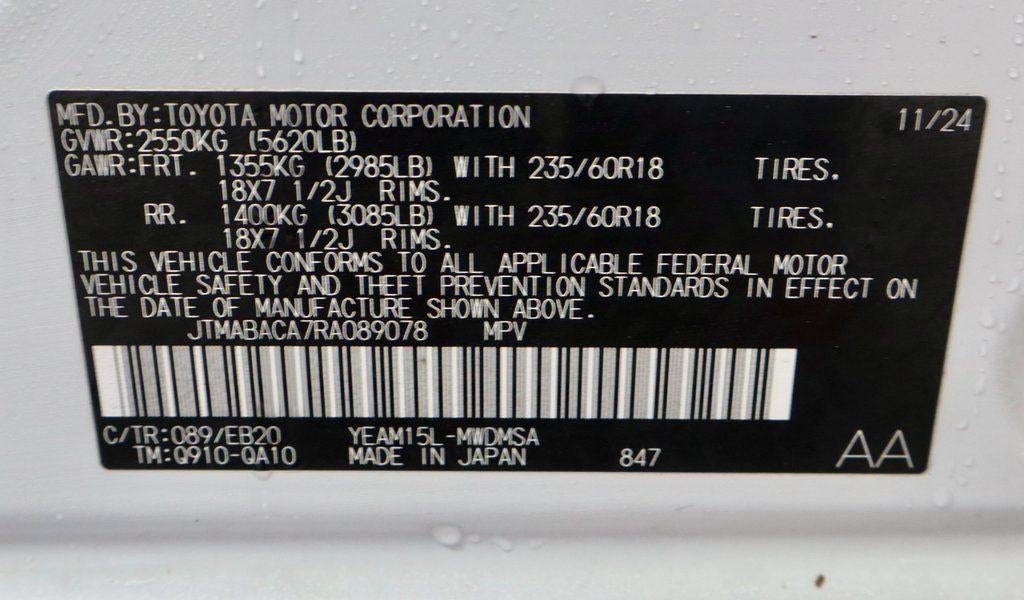 MFD. BY: TOYOTA MOTOR CORPORATION 11/24
GVWR: 2550KG (5620LB)
GAWR: FRT. 1355KG (2985LB) WITH 235/60R18 TIRES.
18X7 1/2J RIMS.
RR. 1400KG (3085LB) WITH 235/60R18 TIRES.
18X7 1/2J RIMS.
THIS VEHICLE CONFORMS TO ALL APPLICABLE FEDERAL MOTOR
VEHICLE SAFETY AND THEFT PREVENTION STANDARDS IN EFFECT ON
THE DATE OF MANUFACTURE SHOWN ABOVE.
JTMABACA7RA089078 MPV
C/TR: 089/EB20 YEAM15L-MWDMSA
TM: Q910-QA10 MADE IN JAPAN 847 AA